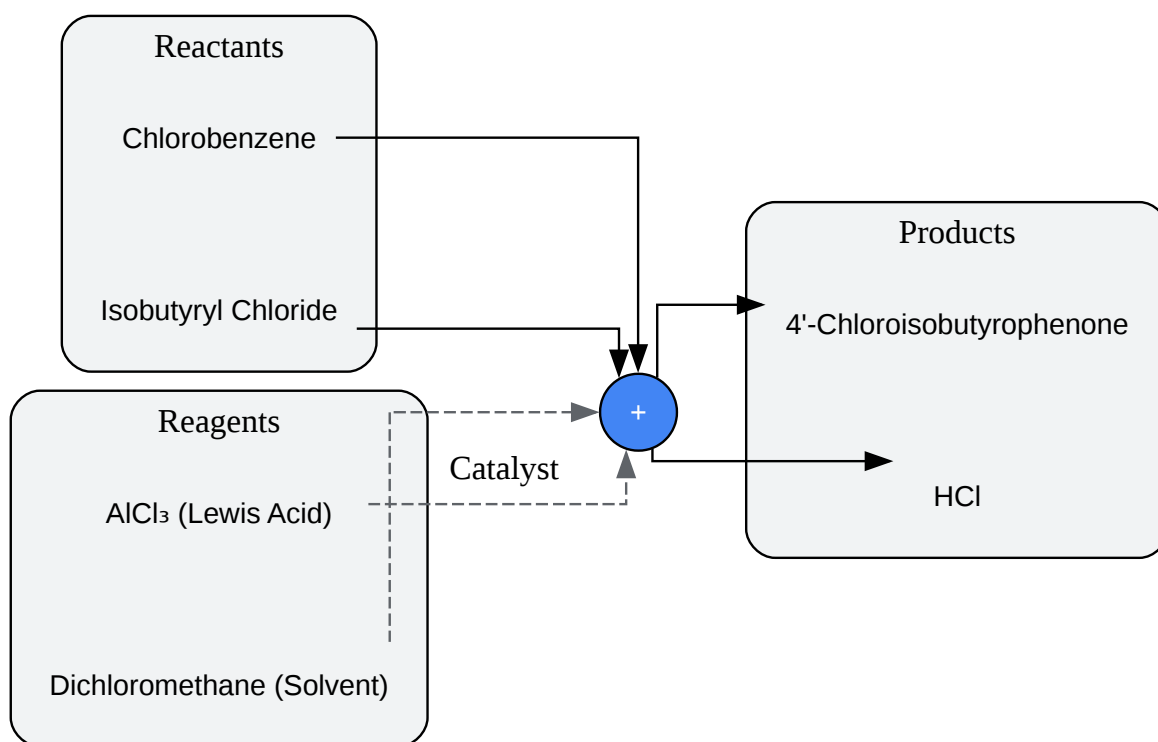 Reactants
Chlorobenzene
Isobutyryl Chloride
Reagents
AlCl₃ (Lewis Acid)
Dichloromethane (Solvent)
Catalyst
+
Products
4'-Chloroisobutyrophenone
HCl